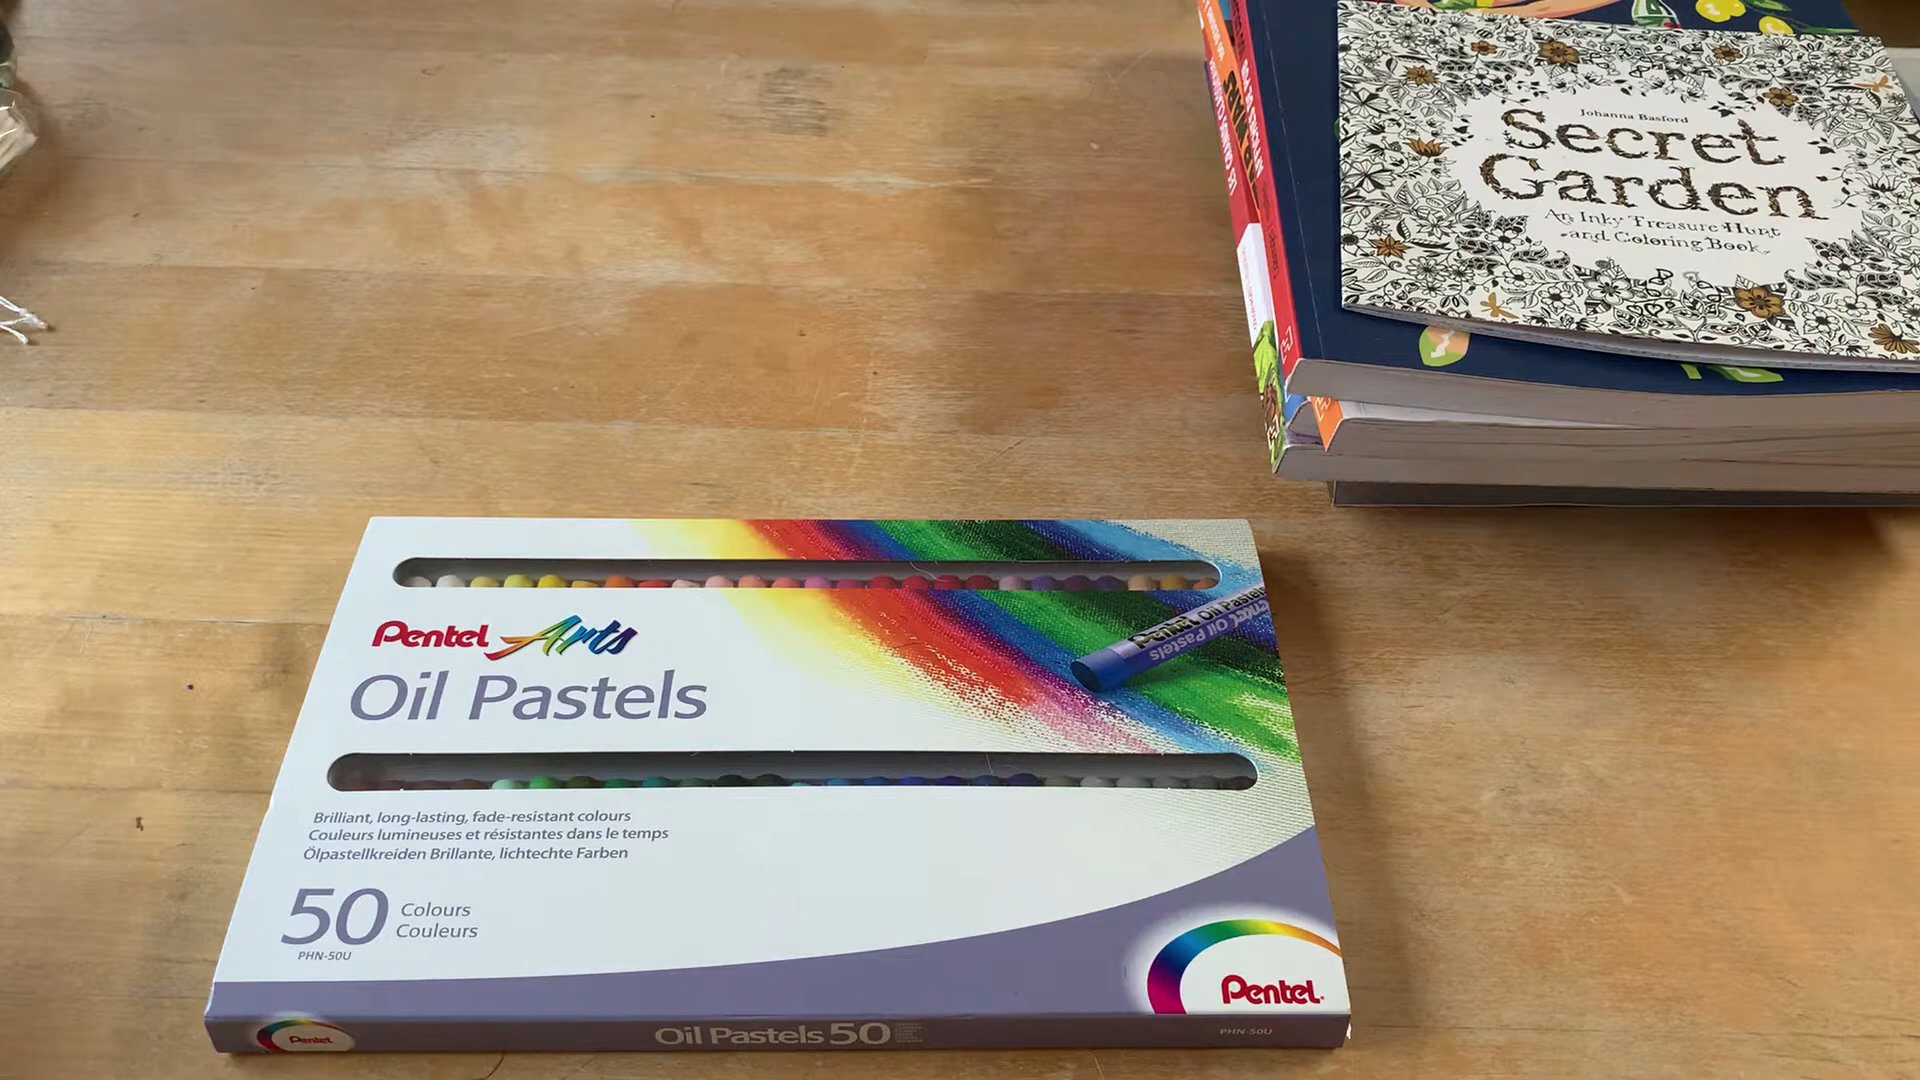 Johanna Basford
Secret
Garden
An Inky Treasure Hunt
and Coloring Book
Pentel Arts
Oil Pastels
Pentel Oil Pastels
Oil Pastels
Brilliant, long-lasting, fade-resistant colours
Couleurs lumineuses et résistantes dans le temps
Ölpastellkreiden Brillante, lichtechte Farben
50 Colours
Couleurs
PHN-50U
Pentel
Pentel
Oil Pastels 50
PHN-50U